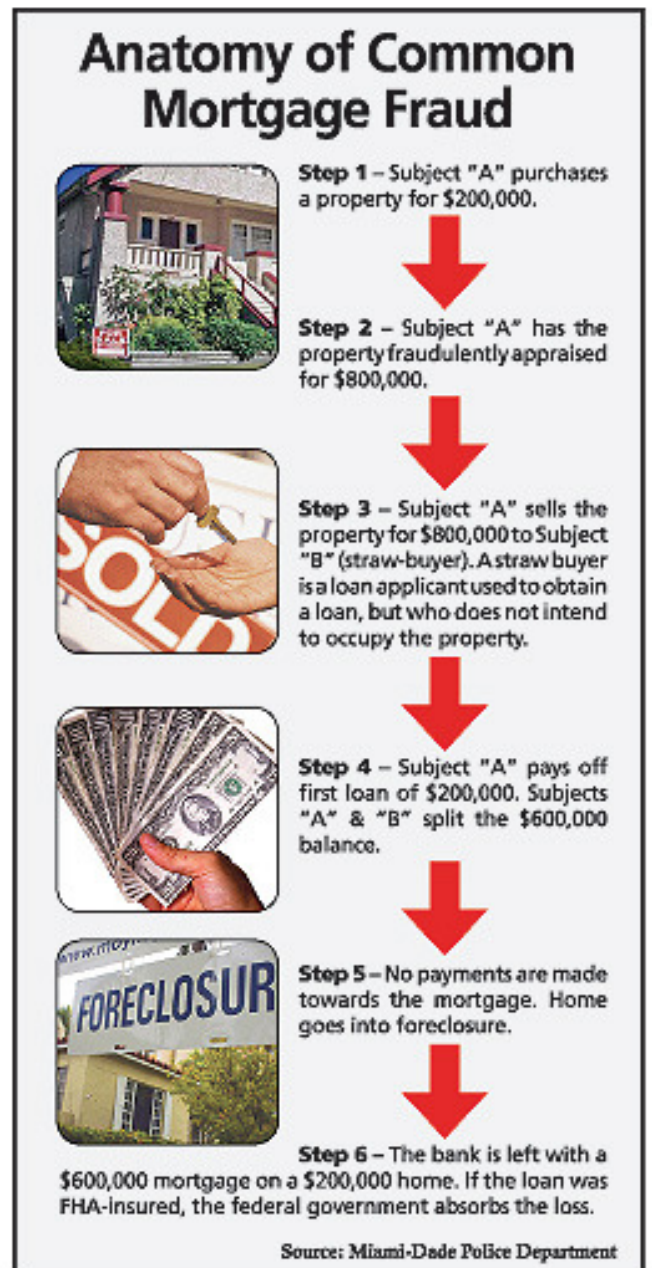 Anatomy of Common
Mortgage Fraud
Step 1 – Subject "A" purchases
a property for $200,000.
Step 2 – Subject "A" has the
property fraudulently appraised
for $800,000.
Step 3 – Subject "A" sells the
property for $800,000 to Subject
"B" (straw-buyer). A straw buyer
is a loan applicant used to obtain
a loan, but who does not intend
to occupy the property.
SOLD
Step 4 – Subject "A" pays off
first loan of $200,000. Subjects
"A" & "B" split the $600,000
balance.
FORECLOSUR
Step 5 – No payments are made
towards the mortgage. Home
goes into foreclosure.
Step 6 – The bank is left with a
$600,000 mortgage on a $200,000 home. If the loan was
FHA-insured, the federal government absorbs the loss.
Source: Miami-Dade Police Department